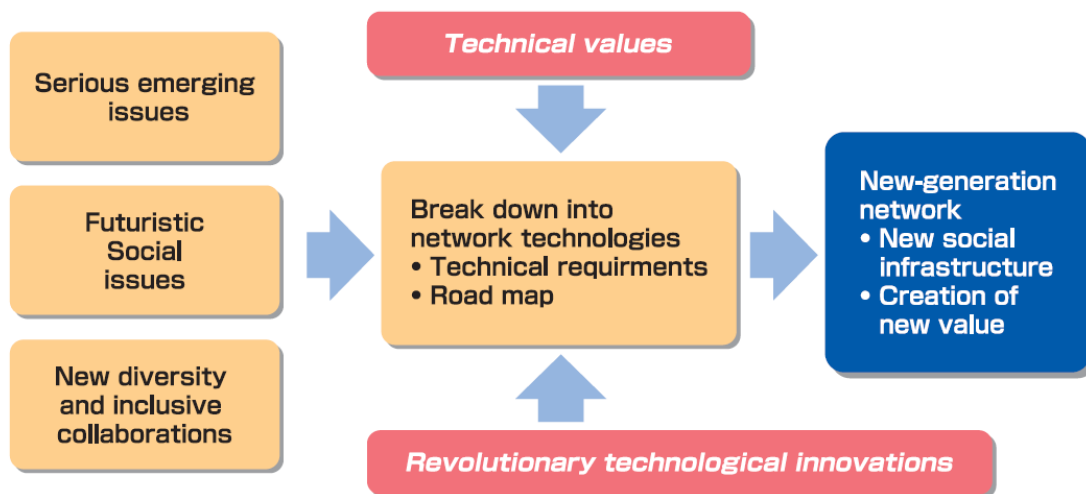 Serious emerging
issues
Futuristic
Social
issues
New diversity
and inclusive
collaborations
Technical values
Break down into
network technologies
• Technical requirments
• Road map
Revolutionary technological innovations
New-generation
network
• New social
infrastructure
• Creation of
new value